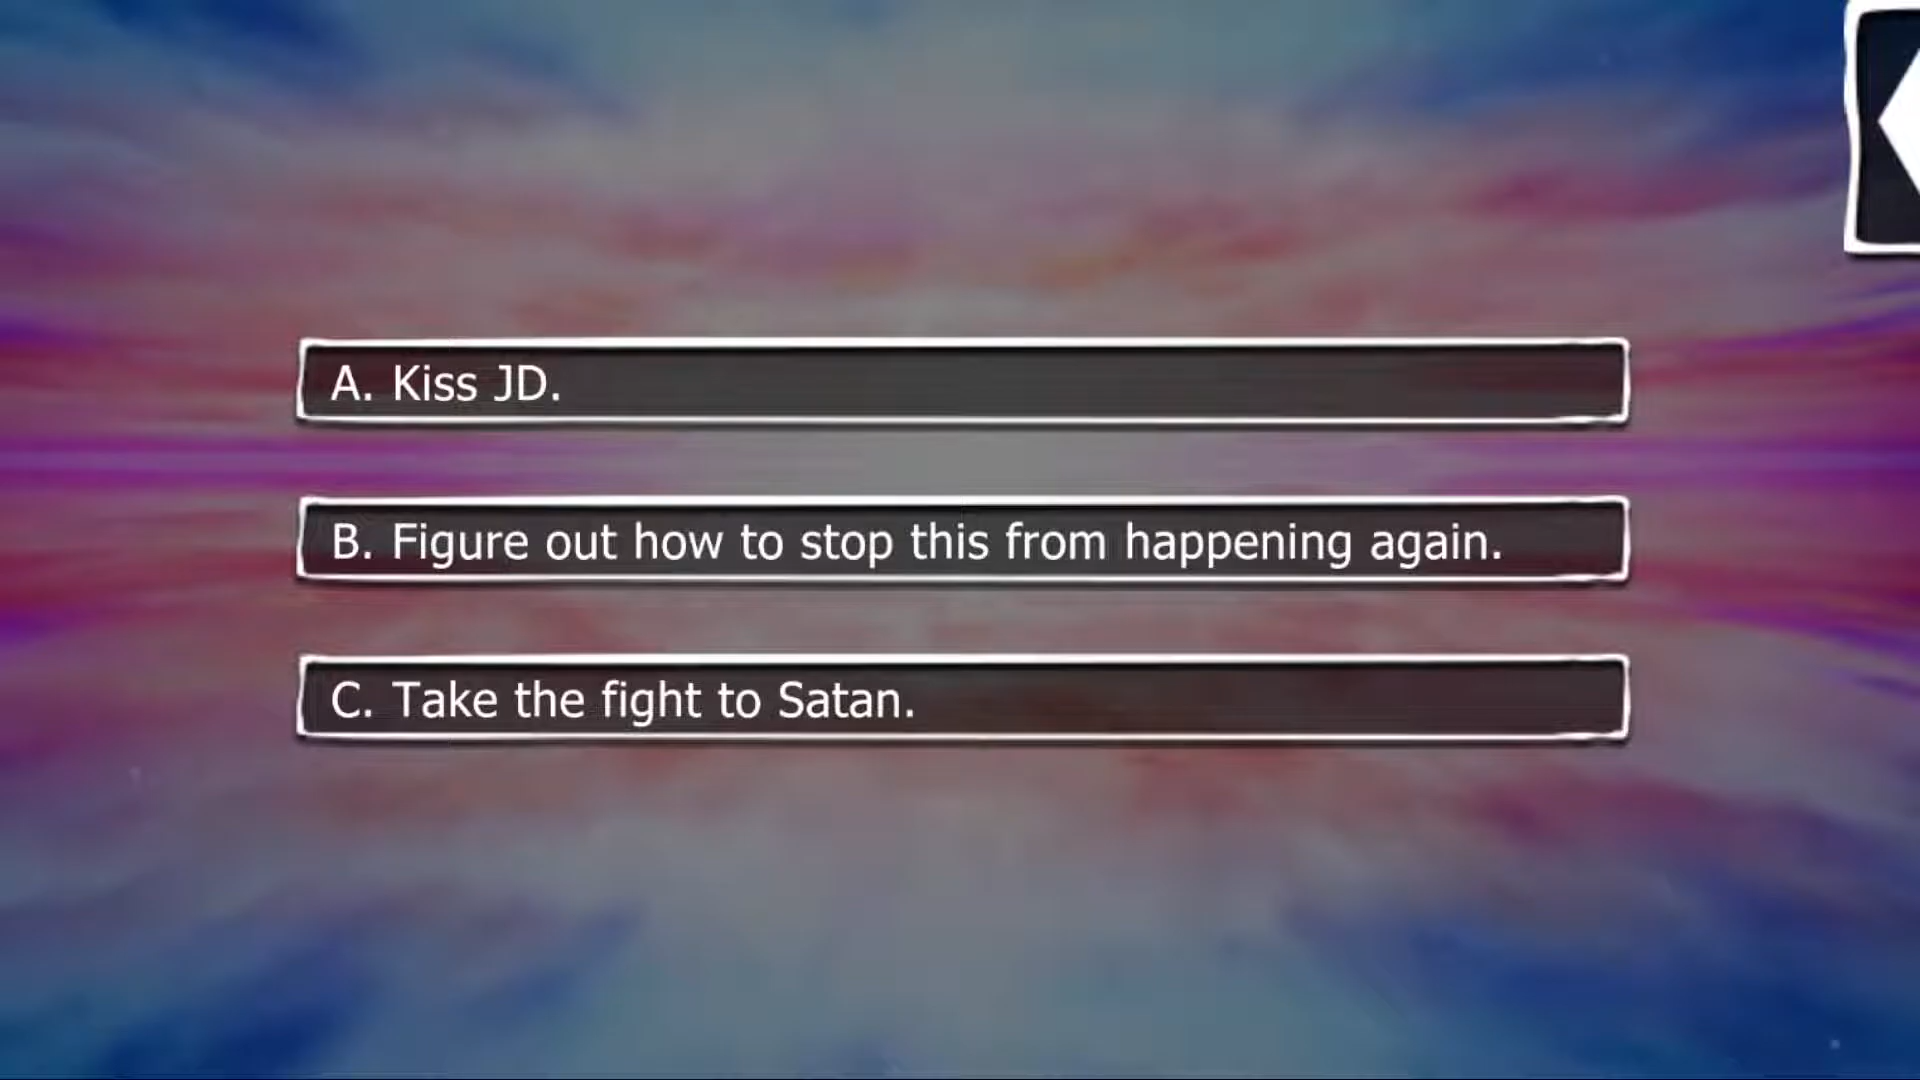 A. Kiss JD.
B. Figure out how to stop this from happening again.
C. Take the fight to Satan.